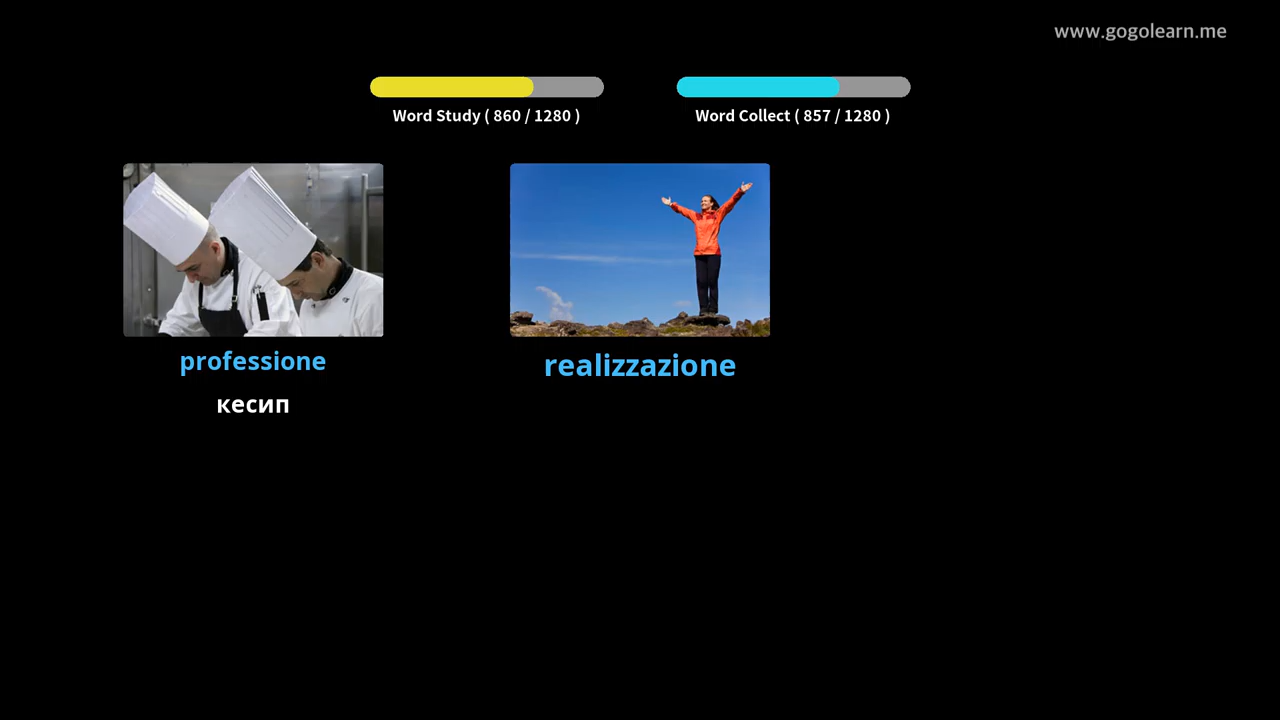 www.gogolearn.me
Word Study ( 860 / 1280 )
Word Collect ( 857 / 1280 )
professione
realizzazione
кесип